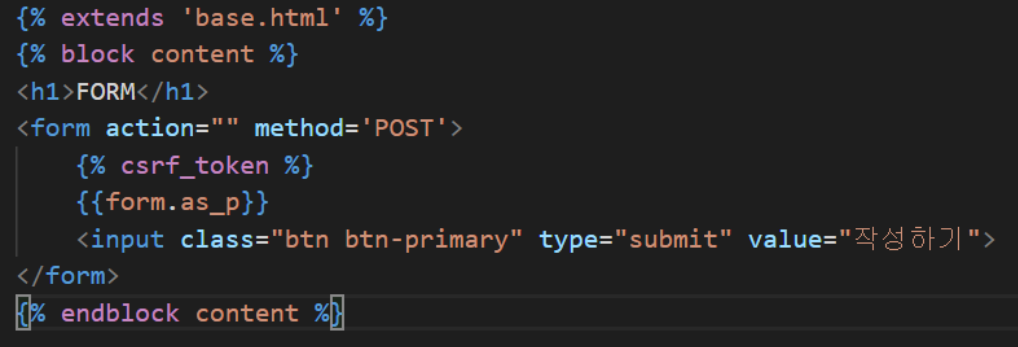 {% extends 'base.html' %}
{% block content %}
<h1>FORM</h1>
<form action="" method='POST'>
{% csrf_token %}
{{form.as_p}}
<input class="btn btn-primary" type="submit" value="작성하기">
</form>
{% endblock content %}